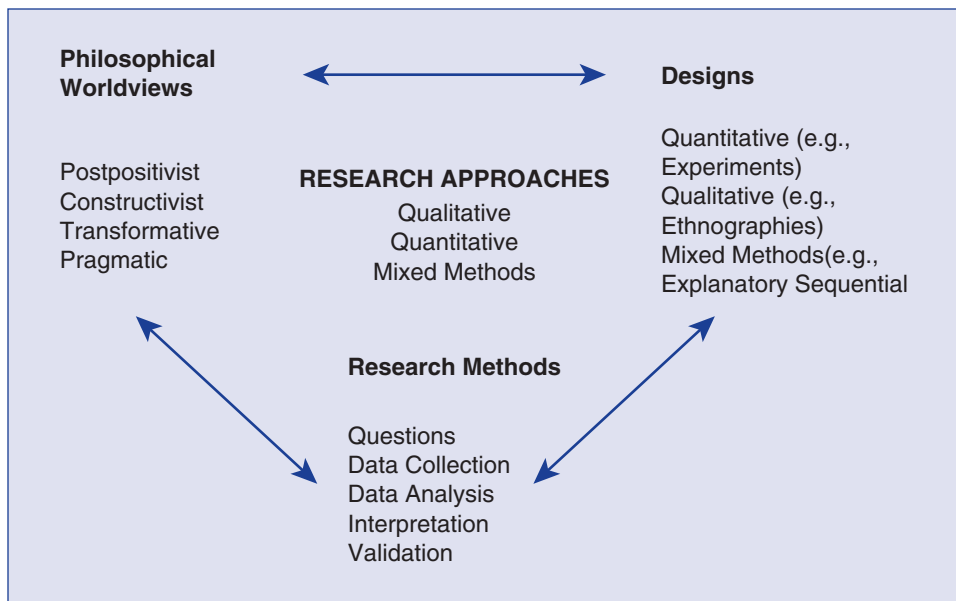 Philosophical
Worldviews
Postpositivist
Constructivist
Transformative
Pragmatic
RESEARCH APPROACHES
Qualitative
Quantitative
Mixed Methods
Designs
Quantitative (e.g.,
Experiments)
Qualitative (e.g.,
Ethnographies)
Mixed Methods(e.g.,
Explanatory Sequential
Research Methods
Questions
Data Collection
Data Analysis
Interpretation
Validation